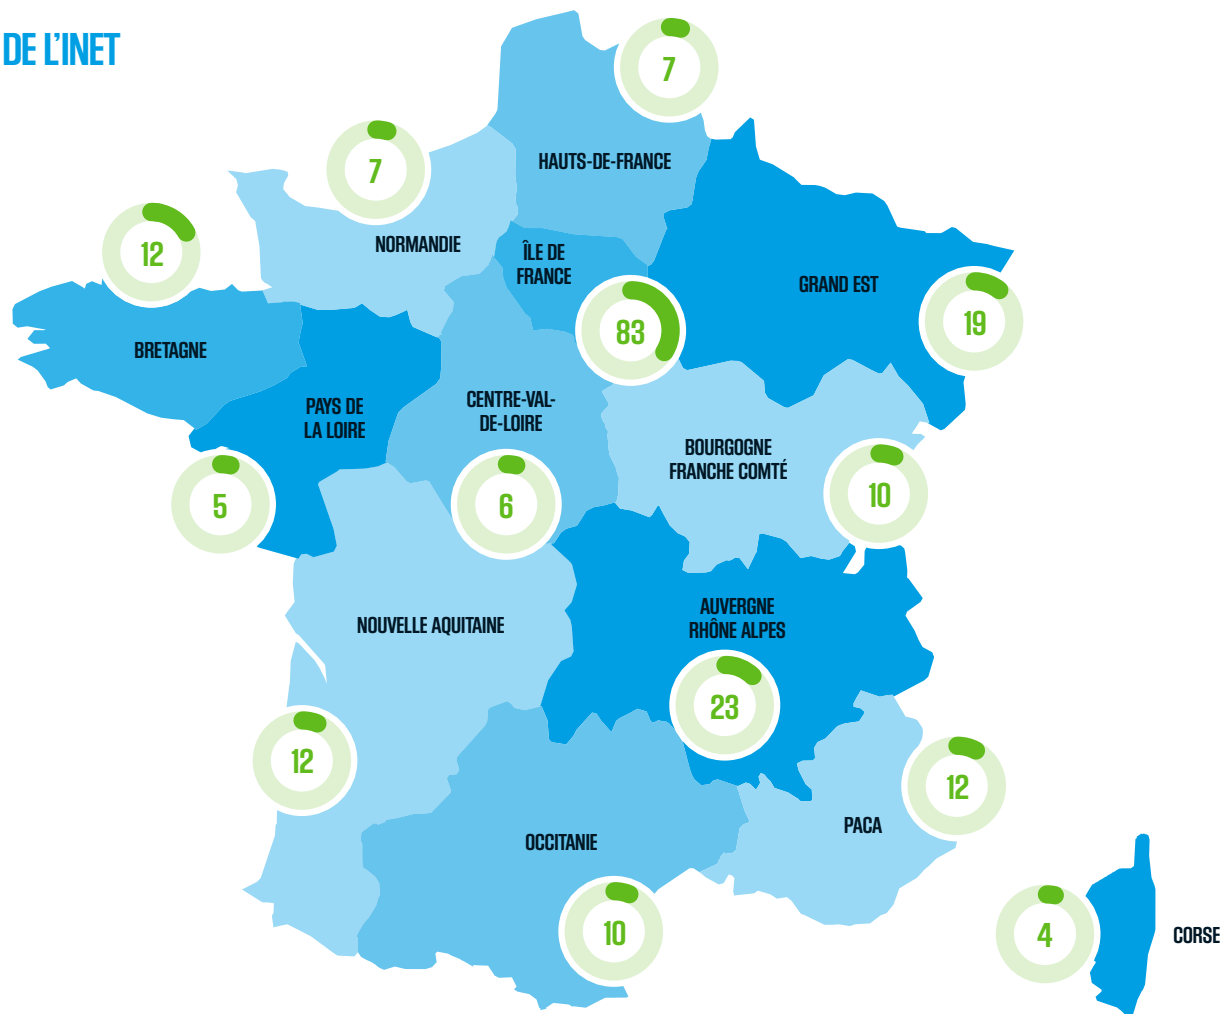 DE L'INET
7
HAUTS-DE-FRANCE
7
NORMANDIE
12
ÎLE DE
FRANCE
GRAND EST
83
19
BRETAGNE
PAYS DE
LA LOIRE
CENTRE-VAL-
DE-LOIRE
BOURGOGNE
FRANCHE COMTÉ
5
6
10
NOUVELLE AQUITAINE
AUVERGNE
RHÔNE ALPES
23
12
12
PACA
OCCITANIE
10
4
CORSE